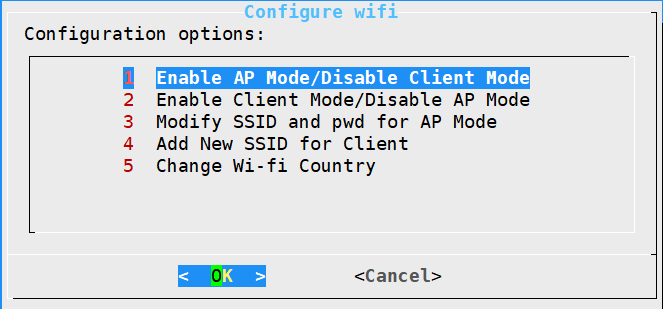 Configure wifi
Configuration options:
1 Enable AP Mode/Disable Client Mode
2 Enable Client Mode/Disable AP Mode
3 Modify SSID and pwd for AP Mode
4 Add New SSID for Client
5 Change Wi-fi Country
< OK > <Cancel>